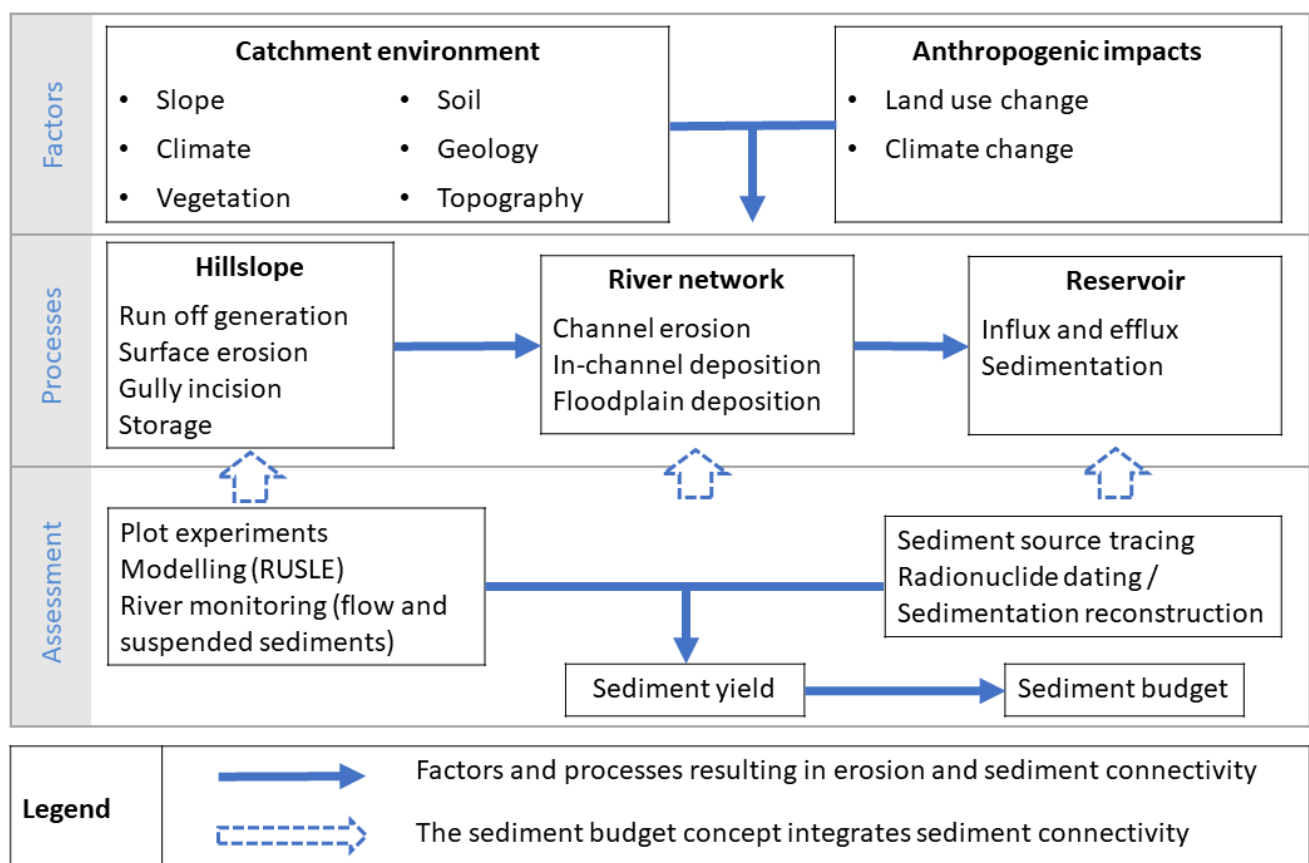 Factors
Catchment environment
• Slope
• Climate
• Vegetation
• Soil
• Geology
• Topography
Anthropogenic impacts
• Land use change
• Climate change
Processes
Hillslope
Run off generation
Surface erosion
Gully incision
Storage
River network
Channel erosion
In-channel deposition
Floodplain deposition
Reservoir
Influx and efflux
Sedimentation
Assessment
Plot experiments
Modelling (RUSLE)
River monitoring (flow and
suspended sediments)
Sediment source tracing
Radionuclide dating /
Sedimentation reconstruction
Sediment yield
Sediment budget
Legend
Factors and processes resulting in erosion and sediment connectivity
The sediment budget concept integrates sediment connectivity